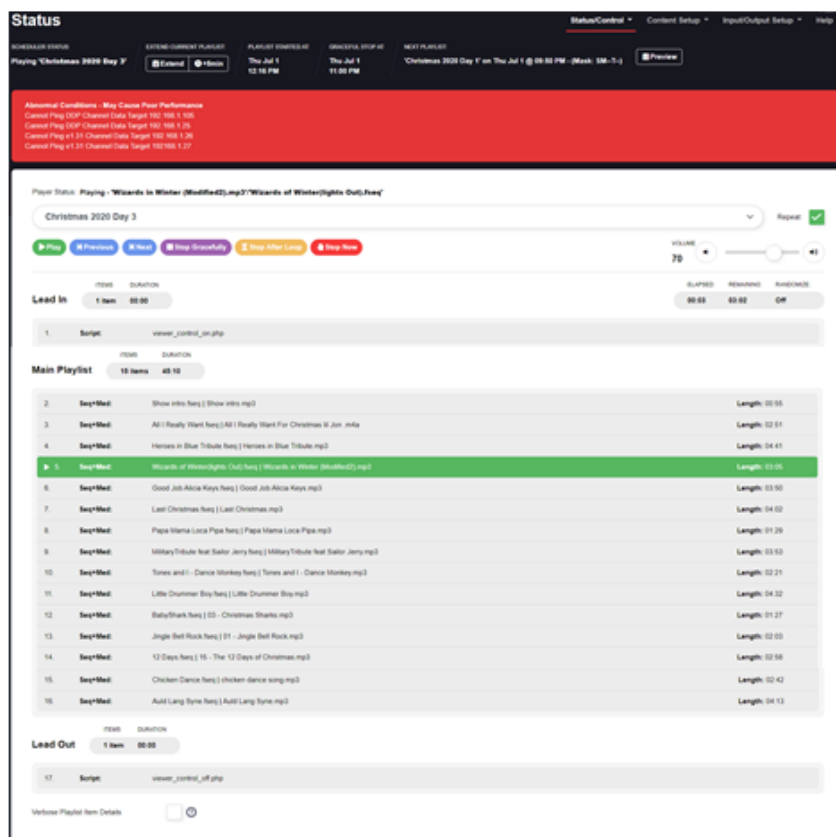 Status
Status/Control Content Setup Input/Output Setup Help
SCHEDULER STATUS EXTEND CURRENT PLAYLIST PLAYLIST STARTED AT GRACEFUL STOP AT NEXT PLAYLIST
Playing 'Christmas 2020 Day 3' Extend +5min Thu Jul 1 12:16 PM Thu Jul 1 11:00 PM 'Christmas 2020 Day 1' on Thu Jul 1 @ 09:00 PM - (Mask: SM--T--) Preview
Abnormal Conditions - May Cause Poor Performance
Cannot Ping DDP Channel Data Target 192.168.1.105
Cannot Ping DDP Channel Data Target 192.168.1.25
Cannot Ping e1.31 Channel Data Target 192.168.1.26
Cannot Ping e1.31 Channel Data Target 192168.1.27
Player Status: Playing - 'Wizards in Winter (Modified2).mp3'/'Wizards of Winter(lights Out).fseq'
Christmas 2020 Day 3 Repeat:
Play Previous Next Stop Gracefully Stop After Loop Stop Now VOLUME 70
ITEMS DURATION ELAPSED REMAINING RANDOMIZE
Lead In 1 item 00:00 00:03 03:02 Off
1. Script: viewer_control_on.php
ITEMS DURATION
Main Playlist 15 items 45:10
2. Seq+Med: Show intro.fseq | Show intro.mp3 Length: 00:55
3. Seq+Med: All I Really Want.fseq | All I Really Want For Christmas lil Jon .m4a Length: 02:51
4. Seq+Med: Heroes in Blue Tribute.fseq | Heroes in Blue Tribute.mp3 Length: 04:41
5. Seq+Med: Wizards of Winter(lights Out).fseq | Wizards in Winter (Modified2).mp3 Length: 03:05
6. Seq+Med: Good Job Alicia Keys.fseq | Good Job Alicia Keys.mp3 Length: 03:50
7. Seq+Med: Last Christmas.fseq | Last Christmas.mp3 Length: 04:02
8. Seq+Med: Papa Mama Loca Pipa.fseq | Papa Mama Loca Pipa.mp3 Length: 01:29
9. Seq+Med: MilitaryTribute feat Sailor Jerry.fseq | MilitaryTribute feat Sailor Jerry.mp3 Length: 03:53
10. Seq+Med: Tones and I - Dance Monkey.fseq | Tones and I - Dance Monkey.mp3 Length: 02:21
11. Seq+Med: Little Drummer Boy.fseq | Little Drummer Boy.mp3 Length: 04:32
12. Seq+Med: BabyShark.fseq | 03 - Christmas Sharks.mp3 Length: 01:27
13. Seq+Med: Jingle Bell Rock.fseq | 01 - Jingle Bell Rock.mp3 Length: 02:03
14. Seq+Med: 12 Days.fseq | 15 - The 12 Days of Christmas.mp3 Length: 02:58
15. Seq+Med: Chicken Dance.fseq | chicken dance song.mp3 Length: 02:42
16. Seq+Med: Auld Lang Syne.fseq | Auld Lang Syne.mp3 Length: 04:13
ITEMS DURATION
Lead Out 1 item 00:00
17. Script: viewer_control_off.php
Verbose Playlist Item Details